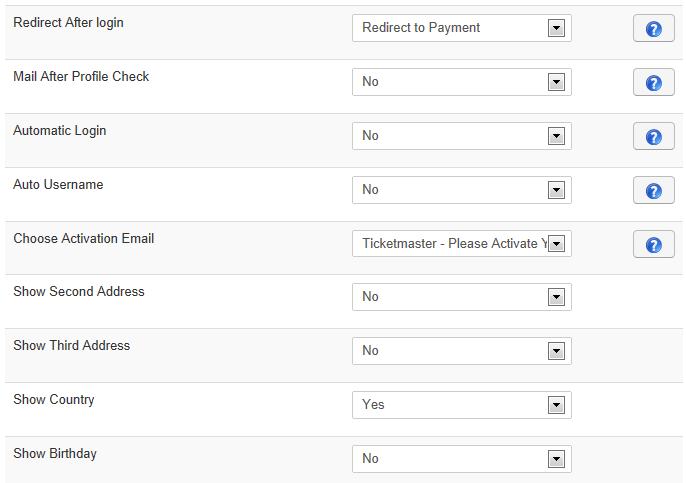 Redirect After login Redirect to Payment
Mail After Profile Check No
Automatic Login No
Auto Username No
Choose Activation Email Ticketmaster - Please Activate Y
Show Second Address No
Show Third Address No
Show Country Yes
Show Birthday No